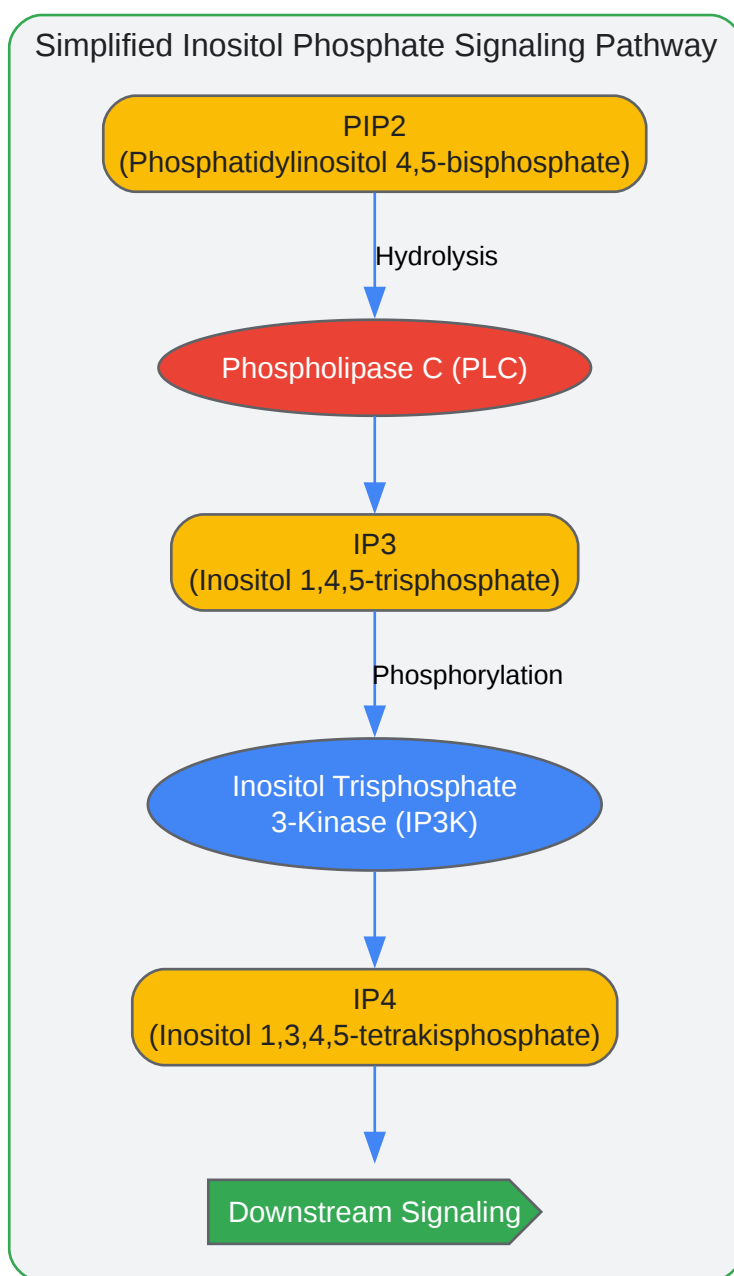 Simplified Inositol Phosphate Signaling Pathway
PIP2
(Phosphatidylinositol 4,5-bisphosphate)
Hydrolysis
Phospholipase C (PLC)
IP3
(Inositol 1,4,5-trisphosphate)
Phosphorylation
Inositol Trisphosphate
3-Kinase (IP3K)
IP4
(Inositol 1,3,4,5-tetrakisphosphate)
Downstream Signaling